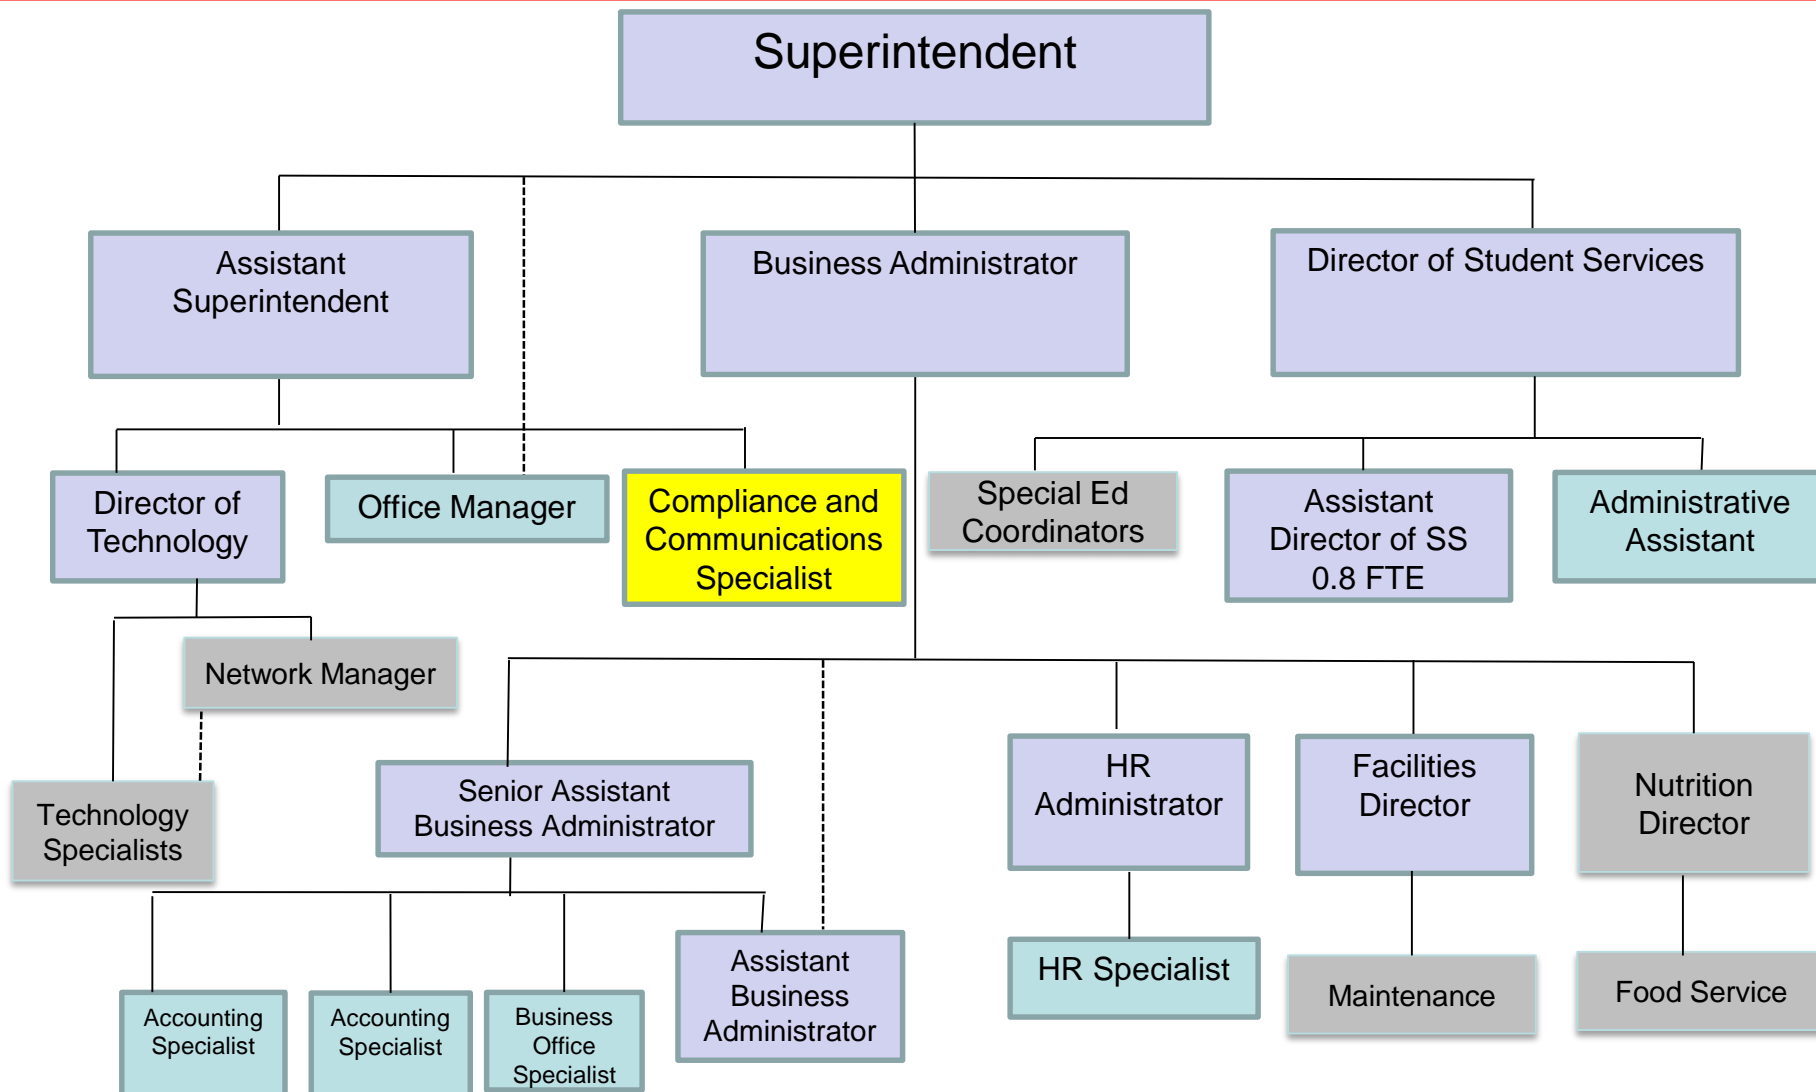 Superintendent
Assistant
Superintendent
Business Administrator
Director of Student Services
Director of
Technology
Office Manager
Compliance and
Communications
Specialist
Special Ed
Coordinators
Assistant
Director of SS
0.8 FTE
Administrative
Assistant
Network Manager
Technology
Specialists
Senior Assistant
Business Administrator
HR
Administrator
Facilities
Director
Nutrition
Director
Accounting
Specialist
Accounting
Specialist
Business
Office
Specialist
Assistant
Business
Administrator
HR Specialist
Maintenance
Food Service